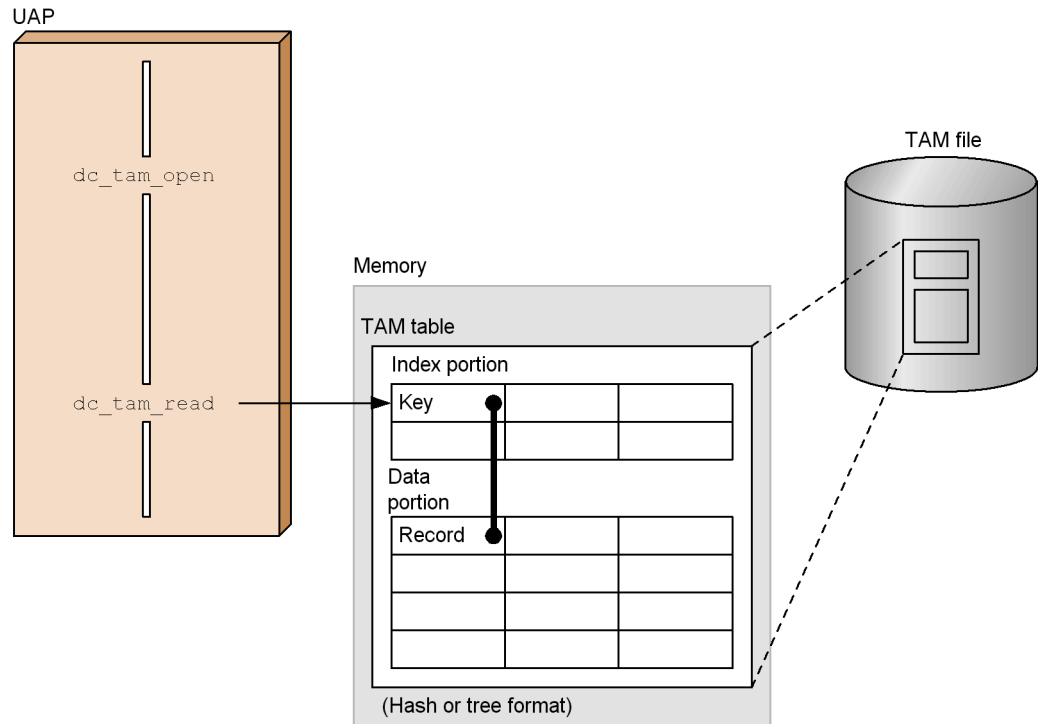 UAP
dc_tam_open
dc_tam_read
Memory
TAM table
Index portion
Key
Data
portion
Record
(Hash or tree format)
TAM file